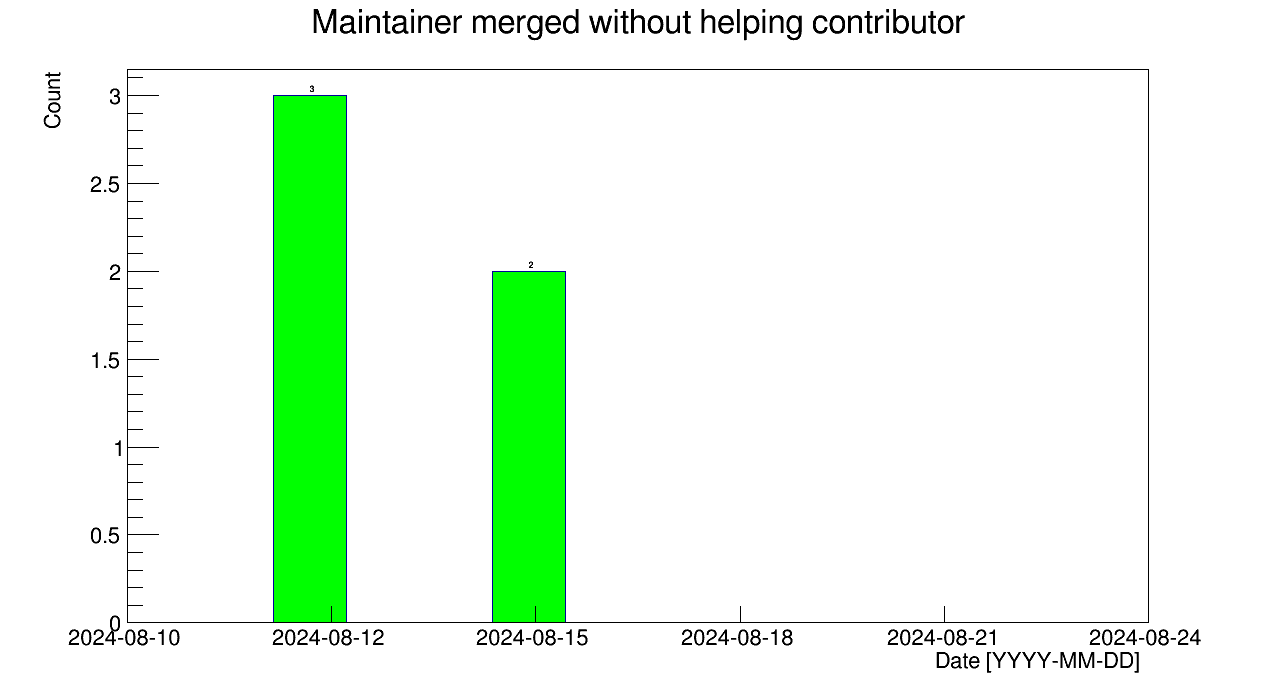 Maintainer merged without helping contributor
Count
3
2.5
2
1.5
1
0.5
0
3
2
2024-08-10 2024-08-12 2024-08-15 2024-08-18 2024-08-21 2024-08-24
Date [YYYY-MM-DD]